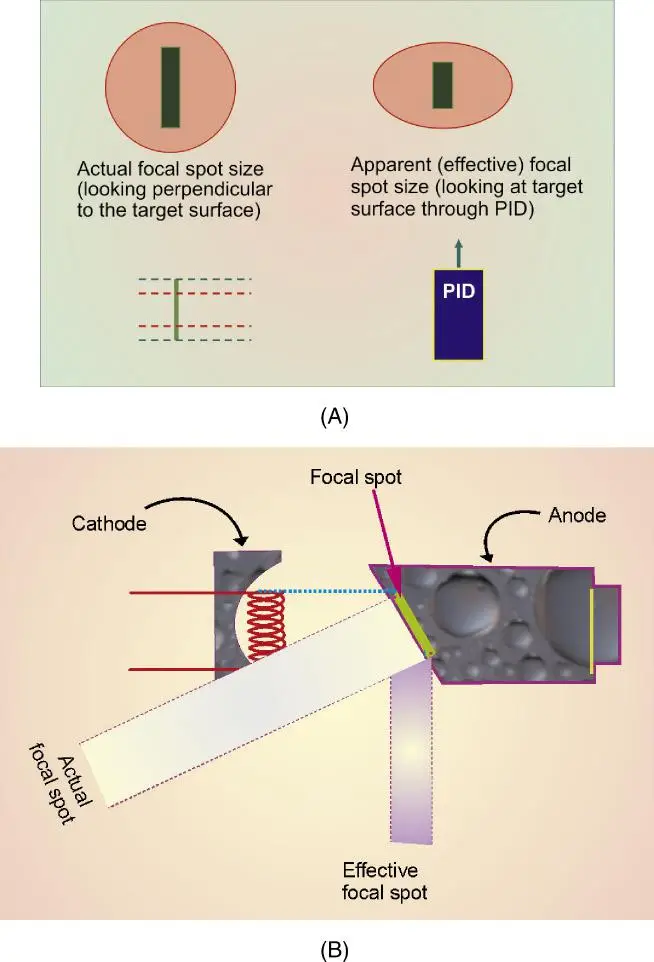 Actual focal spot size
(looking perpendicular
to the target surface)
Apparent (effective) focal
spot size (looking at target
surface through PID)
PID
(A)
Focal spot
Cathode
Anode
Actual
focal spot
Effective
focal spot
(B)